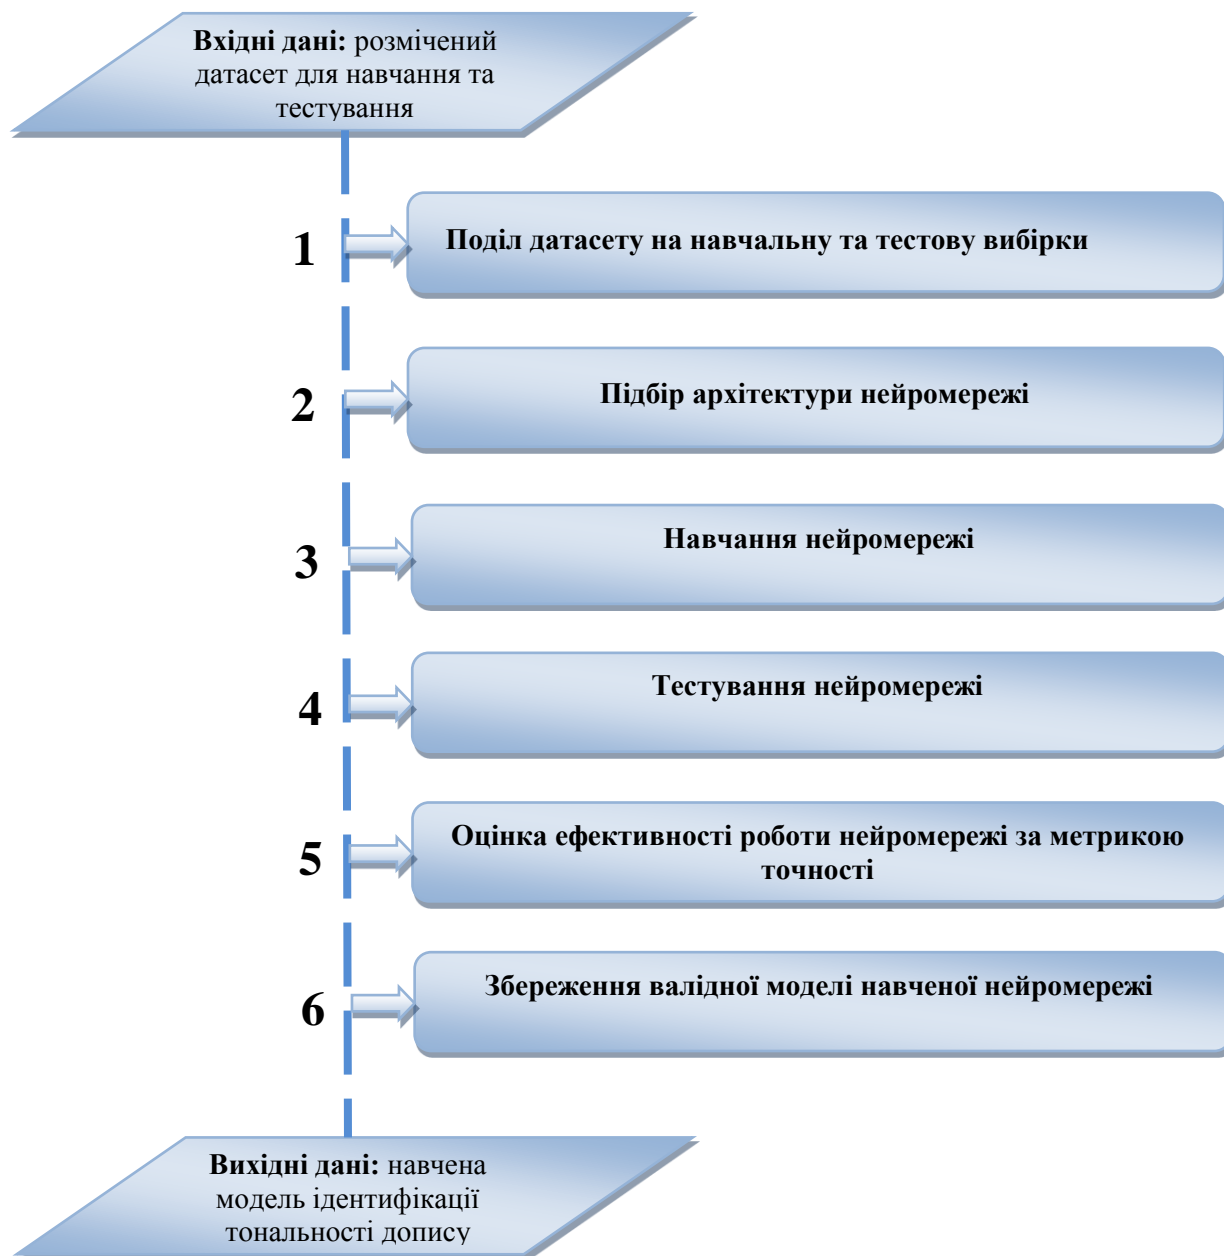 Вхідні дані: розмічений
датасет для навчання та
тестування
1
Поділ датасету на навчальну та тестову вибірки
2
Підбір архітектури нейромережі
3
Навчання нейромережі
4
Тестування нейромережі
5
Оцінка ефективності роботи нейромережі за метрикою
точності
6
Збереження валідної моделі навченої нейромережі
Вихідні дані: навчена
модель ідентифікації
тональності допису